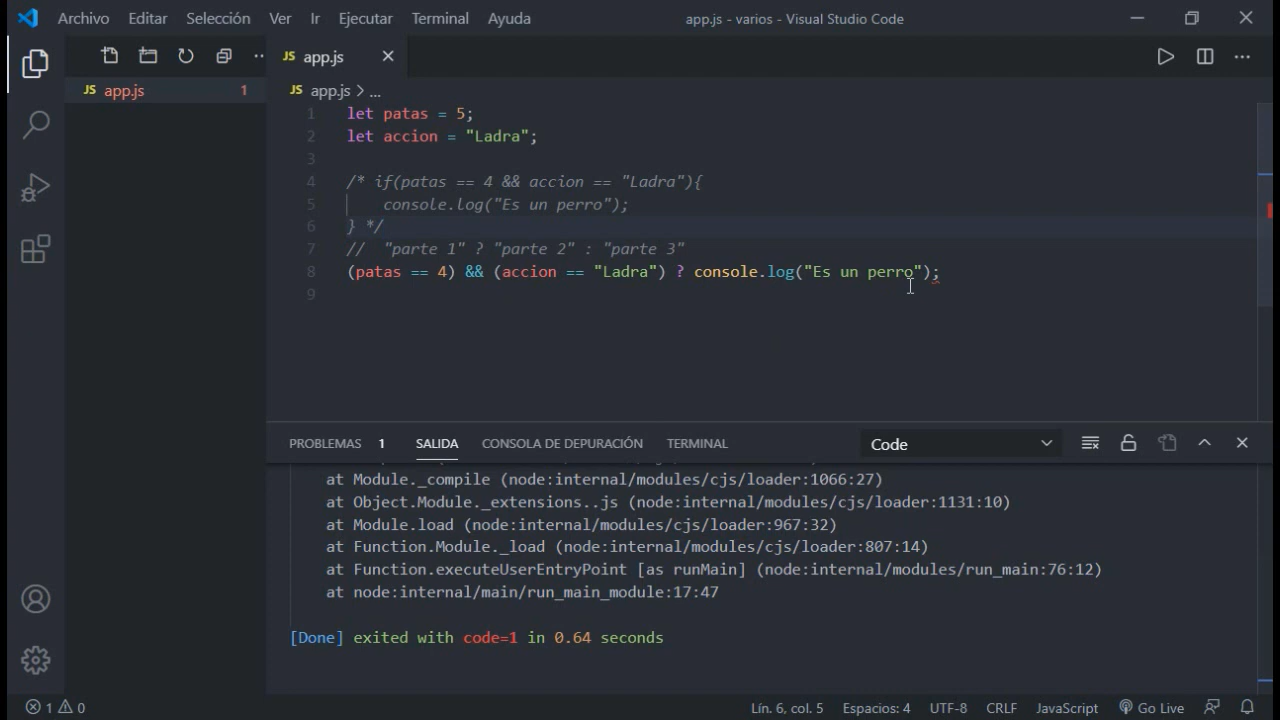 Archivo Editar Selección Ver Ir Ejecutar Terminal Ayuda app.js - varios - Visual Studio Code
JS app.js
JS app.js 1
JS app.js > ...
1 let patas = 5;
2 let accion = "Ladra";
3
4 /* if(patas == 4 && accion == "Ladra"){
5 console.log("Es un perro");
6 } */
7 // "parte 1" ? "parte 2" : "parte 3"
8 (patas == 4) && (accion == "Ladra") ? console.log("Es un perro");
9
PROBLEMAS 1 SALIDA CONSOLA DE DEPURACIÓN TERMINAL Code
at Module._compile (node:internal/modules/cjs/loader:1066:27)
at Object.Module._extensions..js (node:internal/modules/cjs/loader:1131:10)
at Module.load (node:internal/modules/cjs/loader:967:32)
at Function.Module._load (node:internal/modules/cjs/loader:807:14)
at Function.executeUserEntryPoint [as runMain] (node:internal/modules/run_main:76:12)
at node:internal/main/run_main_module:17:47
[Done] exited with code=1 in 0.64 seconds
1 0 Lín. 6, col. 5 Espacios: 4 UTF-8 CRLF JavaScript Go Live